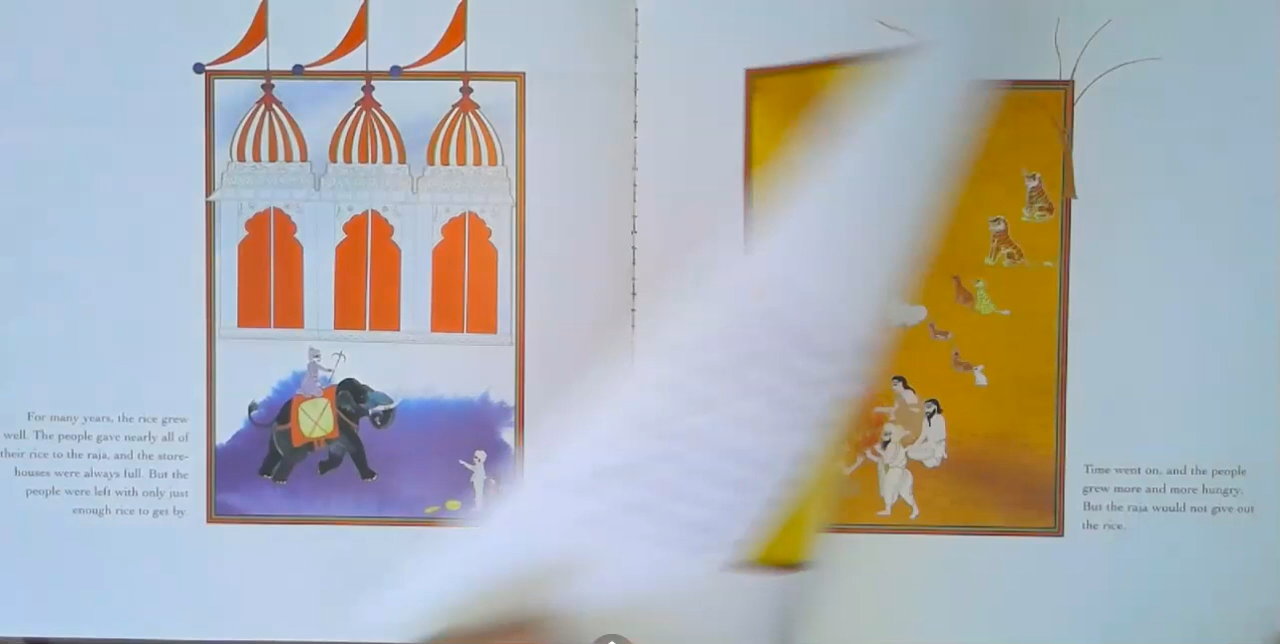 For many years, the rice grew
well. The people gave nearly all of
their rice to the raja, and the store-
houses were always full. But the
people were left with only just
enough rice to get by.
Time went on, and the people
grew more and more hungry.
But the raja would not give out
the rice.